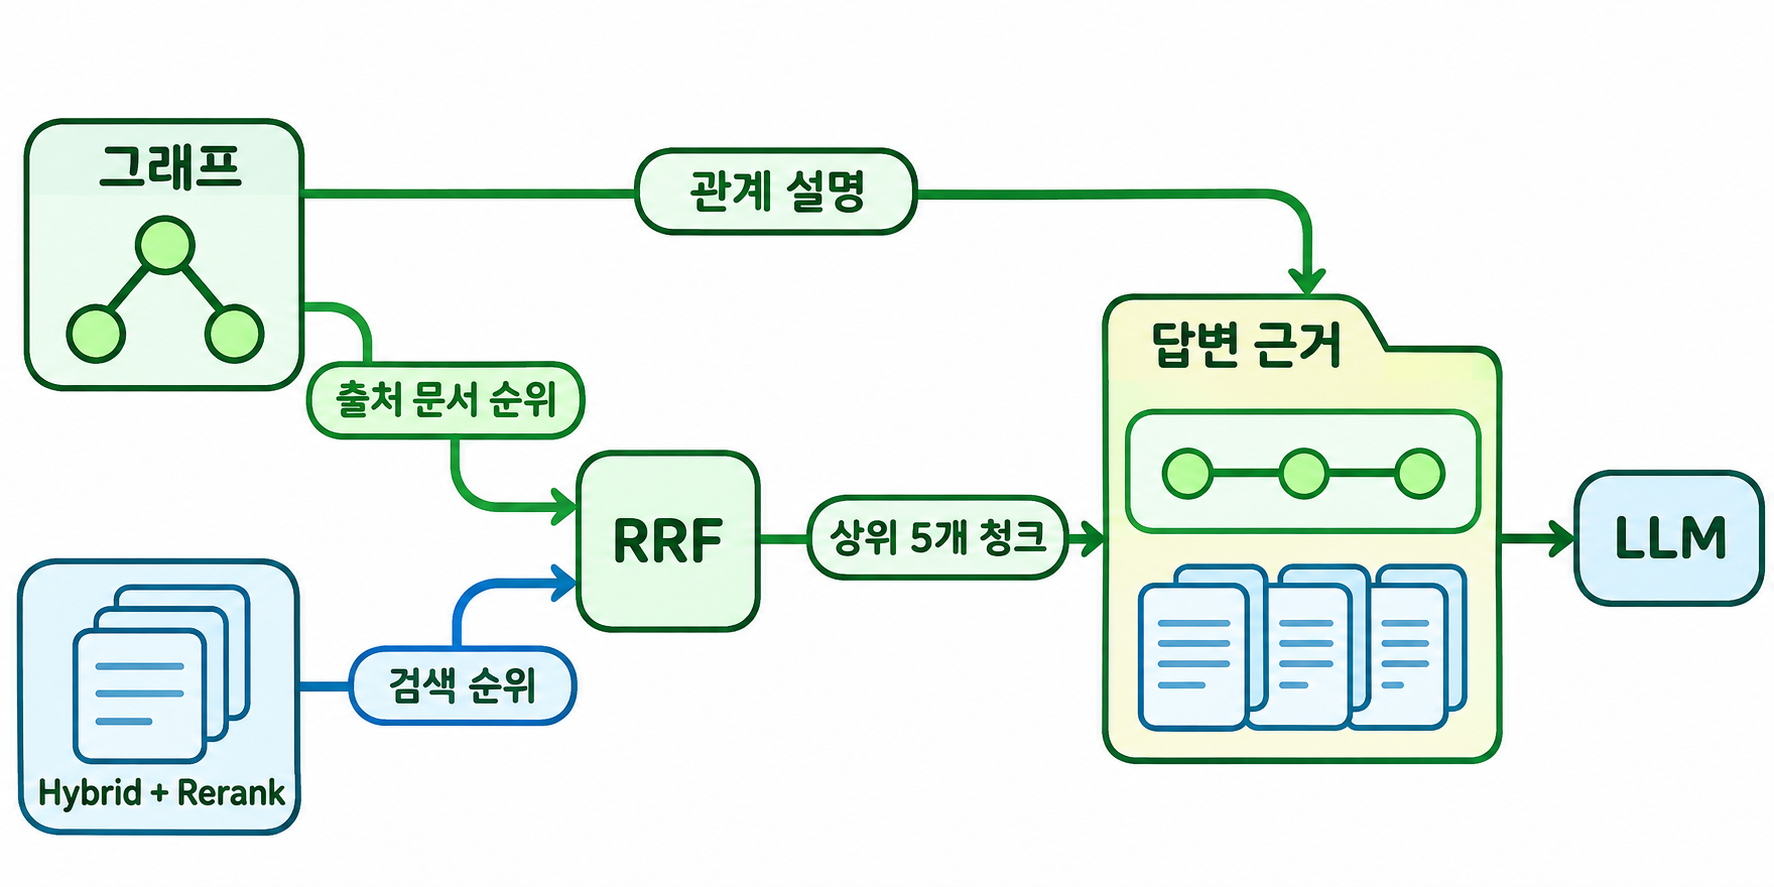 그래프
관계 설명
출처 문서 순위
답변 근거
RRF
상위 5개 청크
LLM
검색 순위
Hybrid + Rerank